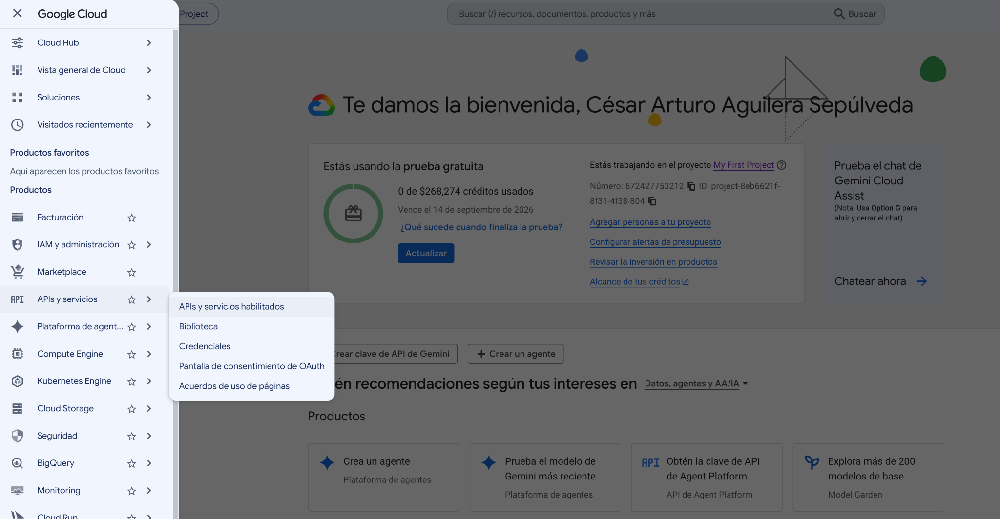 Google Cloud
Project
Buscar (/) recursos, documentos, productos y más
Buscar
Cloud Hub
Vista general de Cloud
Soluciones
Visitados recientemente
Productos favoritos
Aquí aparecen los productos favoritos
Productos
Facturación
IAM y administración
Marketplace
API
APIs y servicios
Plataforma de agent...
Compute Engine
Kubernetes Engine
Cloud Storage
Seguridad
BigQuery
Monitoring
Cloud Run
APIs y servicios habilitados
Biblioteca
Credenciales
Pantalla de consentimiento de OAuth
Acuerdos de uso de páginas
Te damos la bienvenida, César Arturo Aguilera Sepúlveda
Estás usando la prueba gratuita
0 de $268,274 créditos usados
Vence el 14 de septiembre de 2026
¿Qué sucede cuando finaliza la prueba?
Actualizar
Estás trabajando en el proyecto My First Project
Número: 672427753212 ID: project-8eb6621f-
8f31-4f38-804
Agregar personas a tu proyecto
Configurar alertas de presupuesto
Revisar la inversión en productos
Alcance de tus créditos
Prueba el chat de
Gemini Cloud
Assist
(Nota: Usa Option G para
abrir y cerrar el chat)
Chatear ahora
Crear clave de API de Gemini
+ Crear un agente
én recomendaciones según tus intereses en Datos, agentes y AA/IA
Productos
Crea un agente
Plataforma de agentes
Prueba el modelo de
Gemini más reciente
Plataforma de agentes
API
Obtén la clave de API
de Agent Platform
API de Agent Platform
Explora más de 200
modelos de base
Model Garden